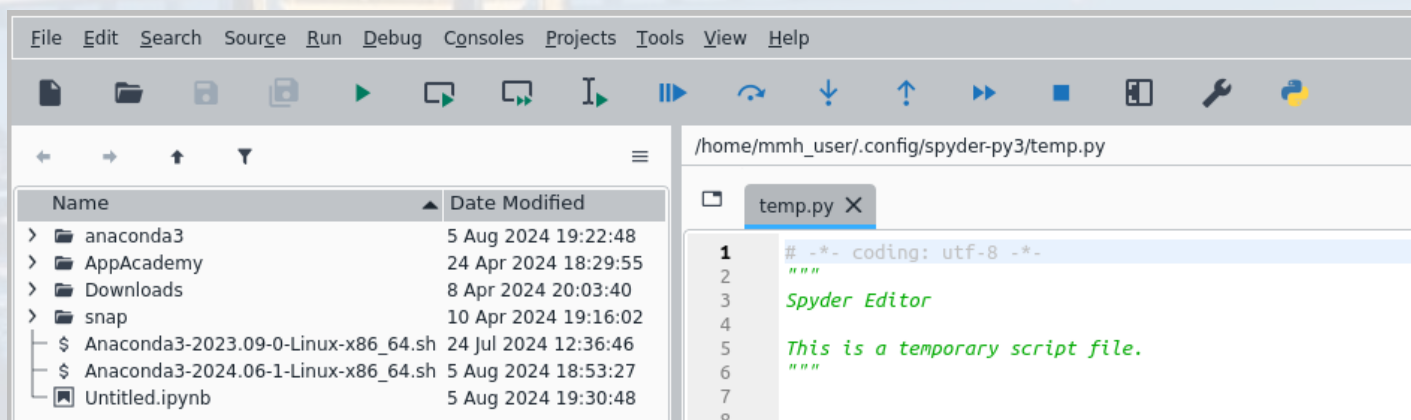 File Edit Search Source Run Debug Consoles Projects Tools View Help
/home/mmh_user/.config/spyder-py3/temp.py
Name Date Modified
anaconda3 5 Aug 2024 19:22:48
AppAcademy 24 Apr 2024 18:29:55
Downloads 8 Apr 2024 20:03:40
snap 10 Apr 2024 19:16:02
$ Anaconda3-2023.09-0-Linux-x86_64.sh 24 Jul 2024 12:36:46
$ Anaconda3-2024.06-1-Linux-x86_64.sh 5 Aug 2024 18:53:27
Untitled.ipynb 5 Aug 2024 19:30:48
temp.py
1 # -*- coding: utf-8 -*-
2 """
3 Spyder Editor
4
5 This is a temporary script file.
6 """
7
8